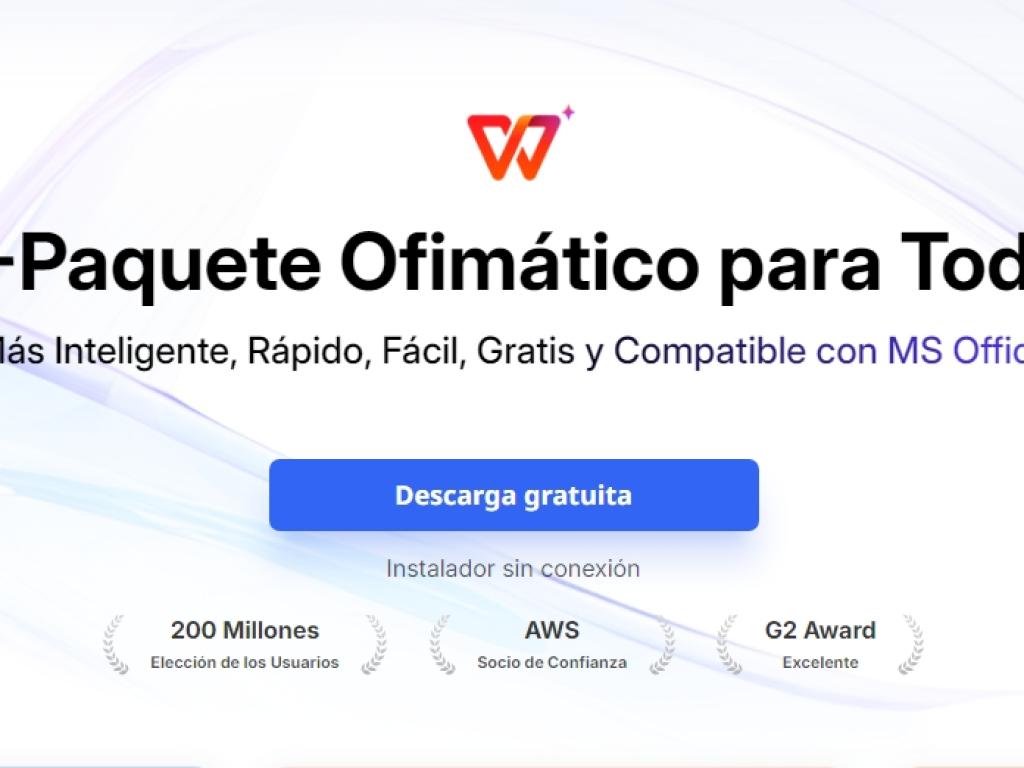 -Paquete Ofimático para Tod
ás Inteligente, Rápido, Fácil, Gratis y Compatible con MS Offic
Descarga gratuita
Instalador sin conexión
200 Millones
Elección de los Usuarios
AWS
Socio de Confianza
G2 Award
Excelente